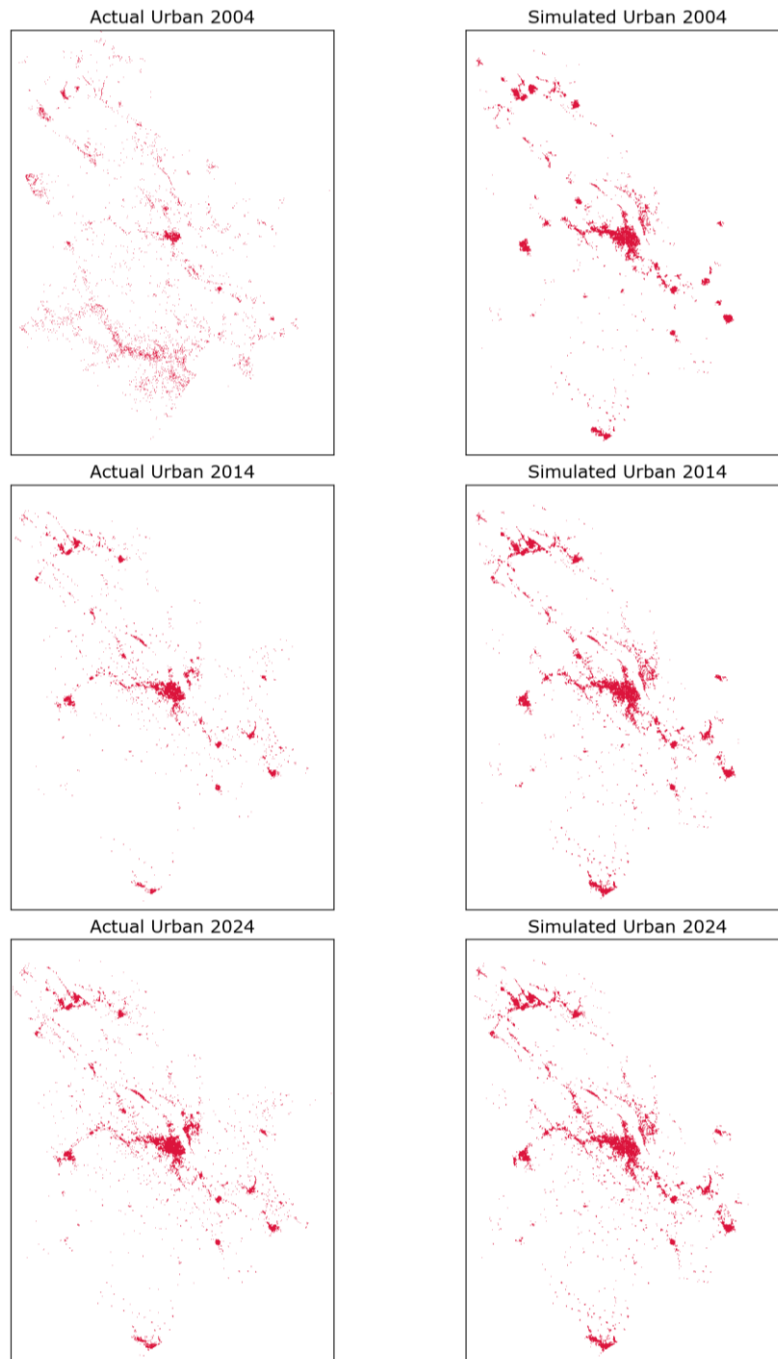 Actual Urban 2004
Simulated Urban 2004
Actual Urban 2014
Simulated Urban 2014
Actual Urban 2024
Simulated Urban 2024